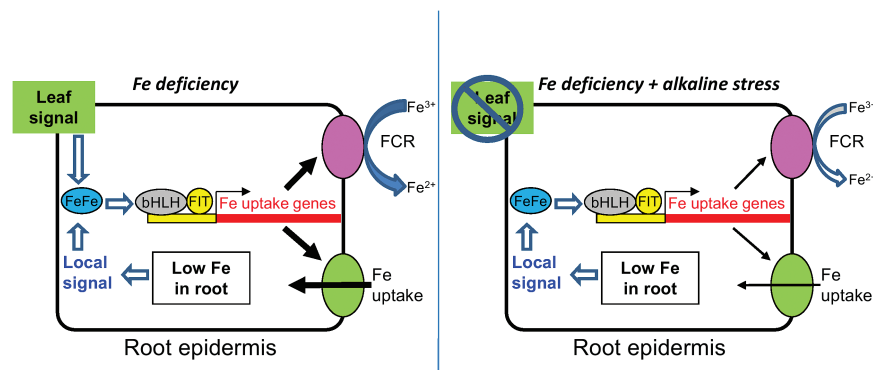 Fe deficiency
Leaf
signal
Fe3+
FCR
Fe2+
FeFe
bHLH
FIT
Fe uptake genes
Local
signal
Low Fe
in root
Fe
uptake
Root epidermis
Fe deficiency + alkaline stress
Leaf
signal
Fe3-
FCR
Fe2-
FeFe
bHLH
FIT
Fe uptake genes
Local
signal
Low Fe
in root
Fe
uptake
Root epidermis